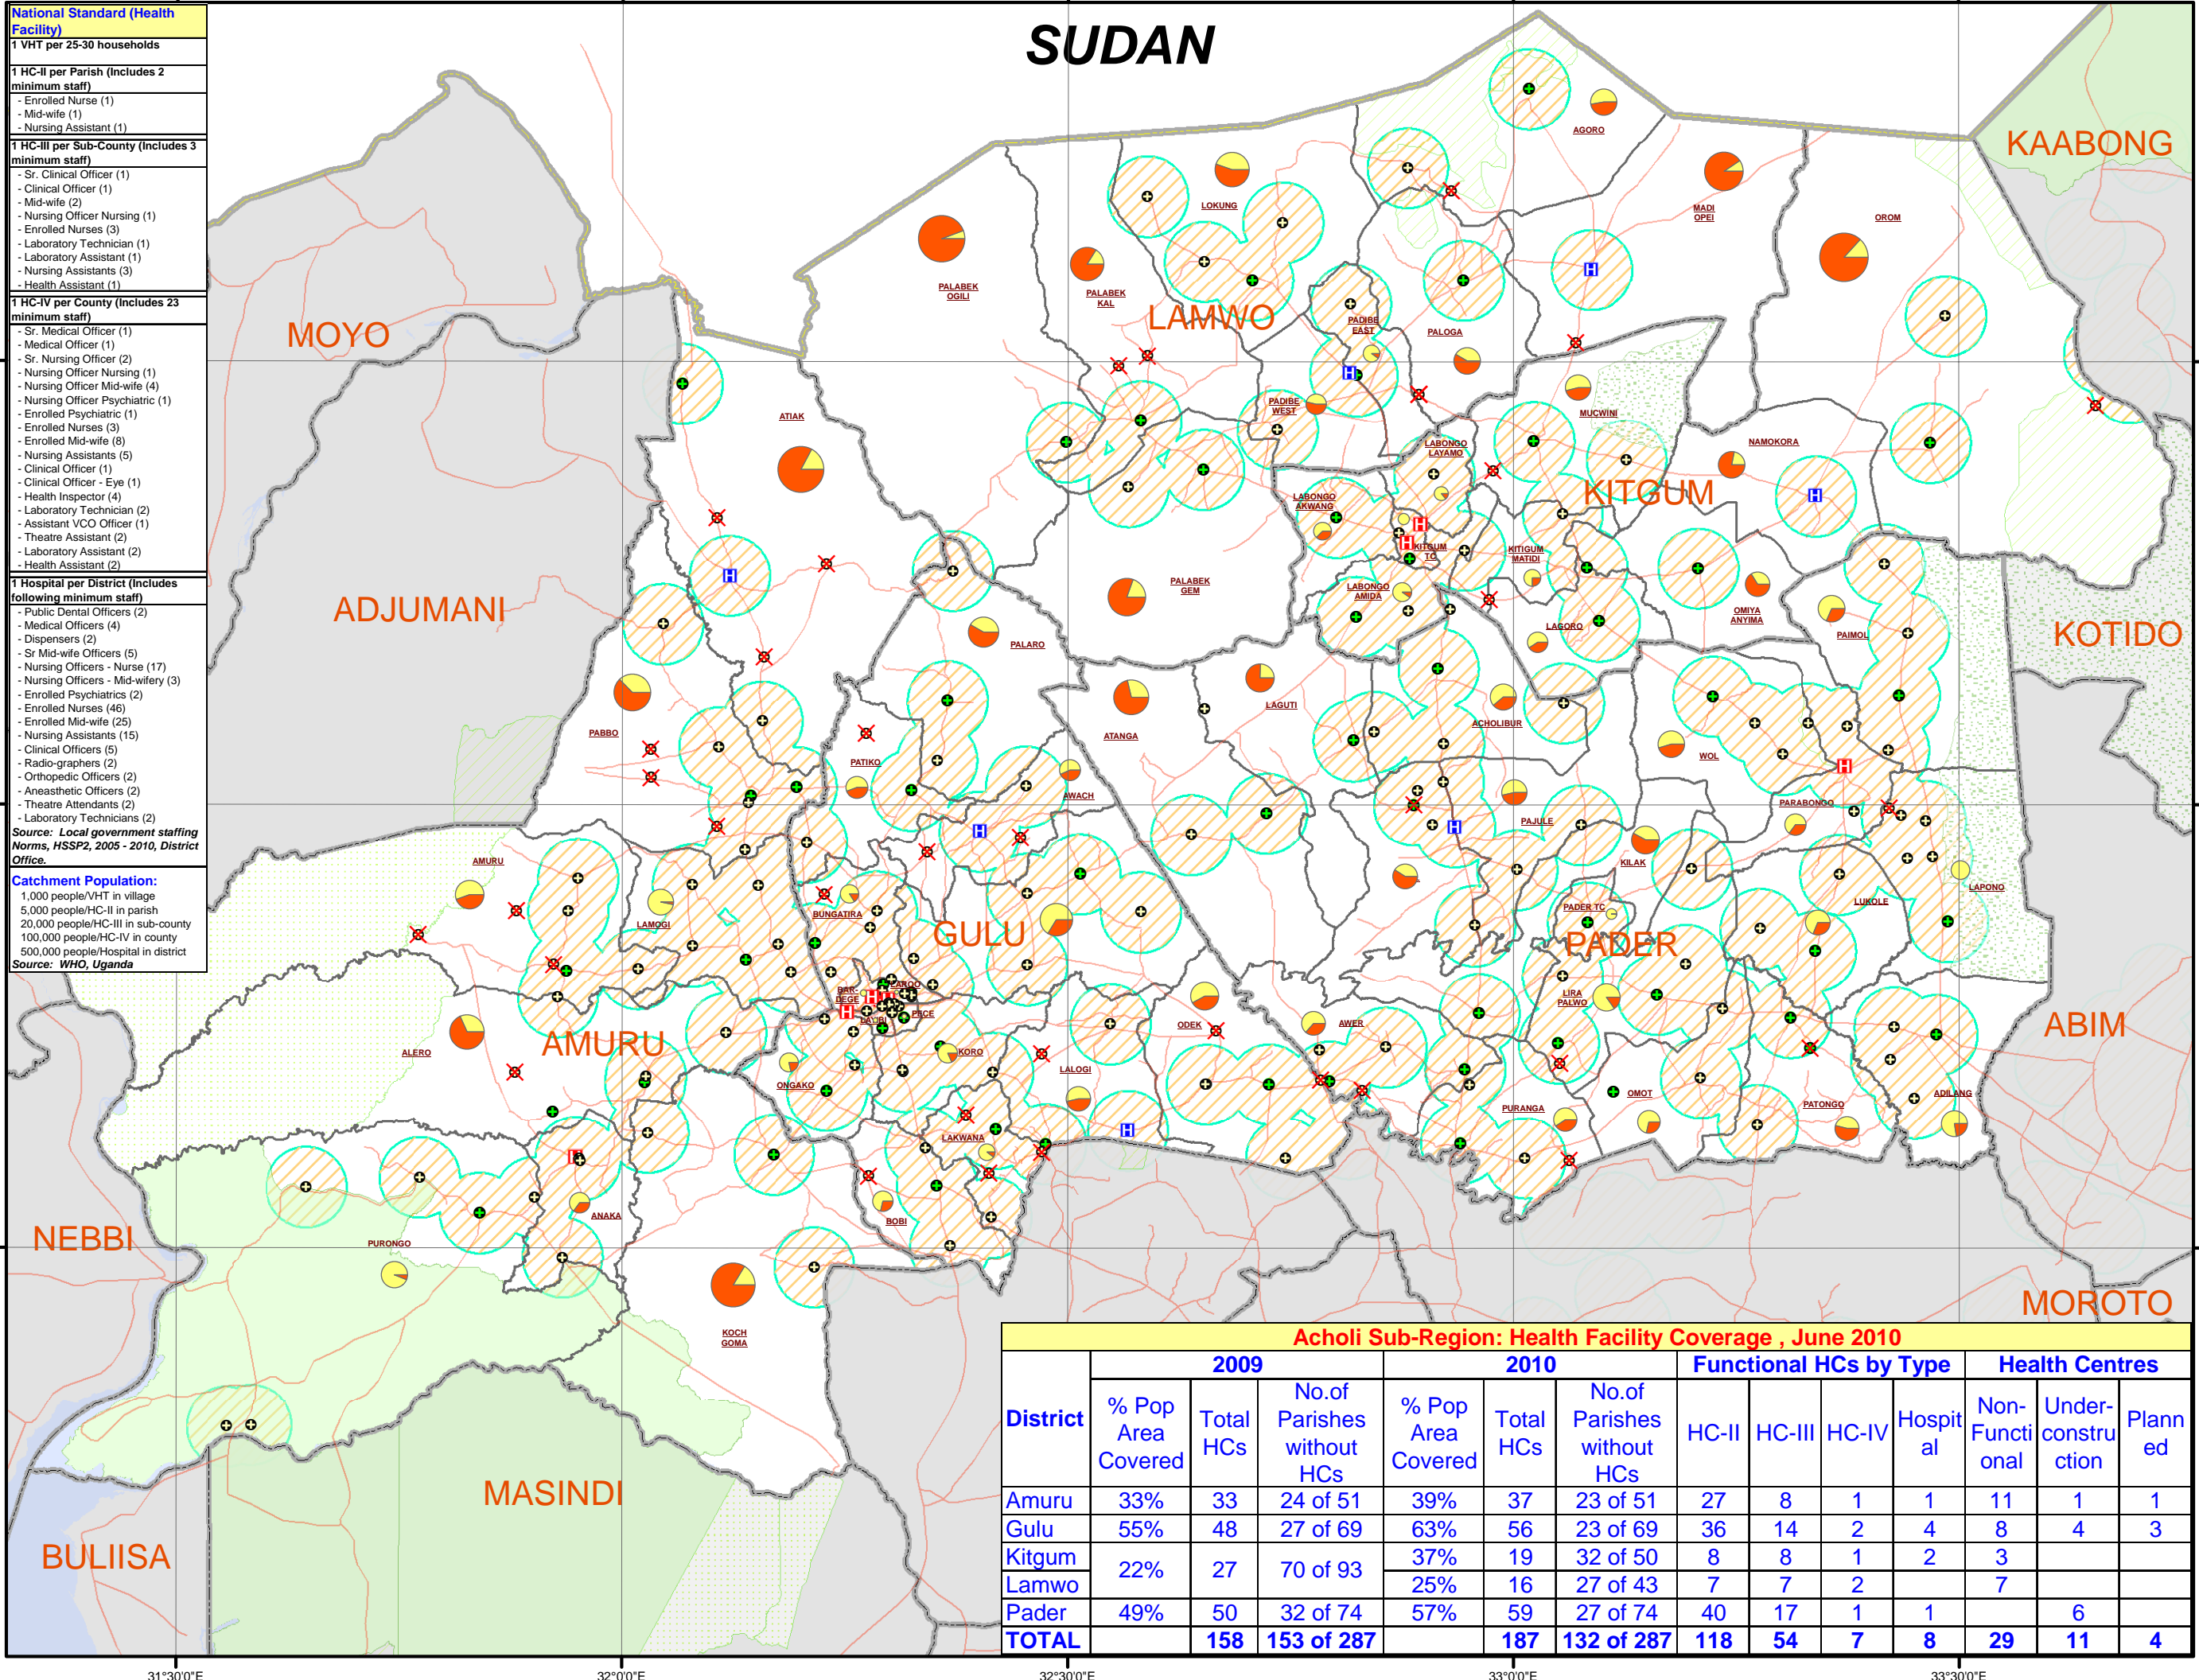 National Standard (Health
Facility)
1 VHT per 25-30 households
1 HC-II per Parish (Includes 2
minimum staff)
- Enrolled Nurse (1)
- Mid-wife (1)
- Nursing Assistant (1)
1 HC-III per Sub-County (Includes 3
minimum staff)
- Sr. Clinical Officer (1)
- Clinical Officer (1)
- Mid-wife (2)
- Nursing Officer Nursing (1)
- Enrolled Nurses (3)
- Laboratory Technician (1)
- Laboratory Assistant (1)
- Nursing Assistants (3)
- Health Assistant (1)
1 HC-IV per County (Includes 23
minimum staff)
- Sr. Medical Officer (1)
- Medical Officer (1)
- Sr. Nursing Officer (2)
- Nursing Officer Nursing (1)
- Nursing Officer Mid-wife (4)
- Nursing Officer Psychiatric (1)
- Enrolled Psychiatric (1)
- Enrolled Nurses (3)
- Enrolled Mid-wife (8)
- Nursing Assistants (5)
- Clinical Officer (1)
- Clinical Officer - Eye (1)
- Health Inspector (4)
- Laboratory Technician (2)
- Assistant VCO Officer (1)
- Theatre Assistant (2)
- Laboratory Assistant (2)
- Health Assistant (2)
1 Hospital per District (Includes
following minimum staff)
- Public Dental Officers (2)
- Medical Officers (4)
- Dispensers (2)
- Sr Mid-wife Officers (5)
- Nursing Officers - Nurse (17)
- Nursing Officers - Mid-wifery (3)
- Enrolled Psychiatrics (2)
- Enrolled Nurses (46)
- Enrolled Mid-wife (25)
- Nursing Assistants (15)
- Clinical Officers (5)
- Radio-graphers (2)
- Orthopedic Officers (2)
- Aneasthetic Officers (2)
- Theatre Attendants (2)
- Laboratory Technicians (2)
Source: Local government staffing
Norms, HSSP2, 2005 - 2010, District
Office.
Catchment Population:
1,000 people/VHT in village
5,000 people/HC-II in parish
20,000 people/HC-III in sub-county
100,000 people/HC-IV in county
500,000 people/Hospital in district
Source: WHO, Uganda
SUDAN
KAABONG
MOYO
LAMWO
KITGUM
ADJUMANI
KOTIDO
GULU
PADER
AMURU
ABIM
NEBBI
MOROTO
MASINDI
BULIISA
AGORO
LOKUNG
MADI
OPEI
OROM
PALABEK
OGILI
PALABEK
KAL
PADIBE
EAST
PALOGA
ATIAK
PADIBE
WEST
MUCWINI
NAMOKORA
LABONGO
LAYAMO
LABONGO
AKWANG
KITGUM
TC
KITIGUM
MATIDI
PALABEK
GEM
LABONGO
AMIDA
OMIYA
ANYIMA
LAGORO
PAIMOL
PALARO
PABBO
ATANGA
LAGUTI
ACHOLIBUR
WOL
PATIKO
AWACH
PARABONGO
PAJULE
KILAK
AMURU
LAPONO
LUKOLE
LAMOGI
BUNGATIRA
PADER TC
BAR-
DEGE
LAROO
LAYIBI
PECE
LIRA
PALWO
ODEK
AWER
ALERO
KORO
LALOGI
ONGAKO
PURANGA
OMOT
PATONGO
ADILANG
LAKWANA
ANAKA
BOBI
PURONGO
KOCH
GOMA
H H H H H H H H H H H H H
Acholi Sub-Region: Health Facility Coverage , June 2010
2009 2010 Functional HCs by Type Health Centres
District % Pop Area Covered Total HCs No.of Parishes without HCs % Pop Area Covered Total HCs No.of Parishes without HCs HC-II HC-III HC-IV Hospit al Non- Functi onal Under- constru ction Plann ed
Amuru 33% 33 24 of 51 39% 37 23 of 51 27 8 1 1 11 1 1
Gulu 55% 48 27 of 69 63% 56 23 of 69 36 14 2 4 8 4 3
Kitgum 22% 27 70 of 93 37% 19 32 of 50 8 8 1 2 3
Lamwo 25% 16 27 of 43 7 7 2 7
Pader 49% 50 32 of 74 57% 59 27 of 74 40 17 1 1 6
TOTAL 158 153 of 287 187 132 of 287 118 54 7 8 29 11 4
31°30'0"E 32°0'0"E 32°30'0"E 33°0'0"E 33°30'0"E